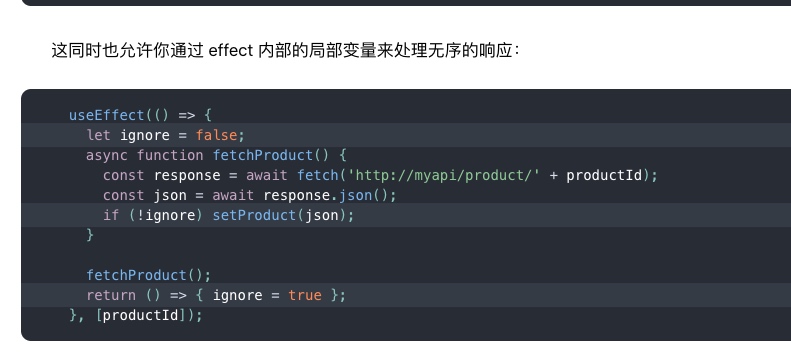 这同时也允许你通过 effect 内部的局部变量来处理无序的响应：
useEffect(() => {
  let ignore = false;
  async function fetchProduct() {
    const response = await fetch('http://myapi/product/' + productId);
    const json = await response.json();
    if (!ignore) setProduct(json);
  }

  fetchProduct();
  return () => { ignore = true };
}, [productId]);